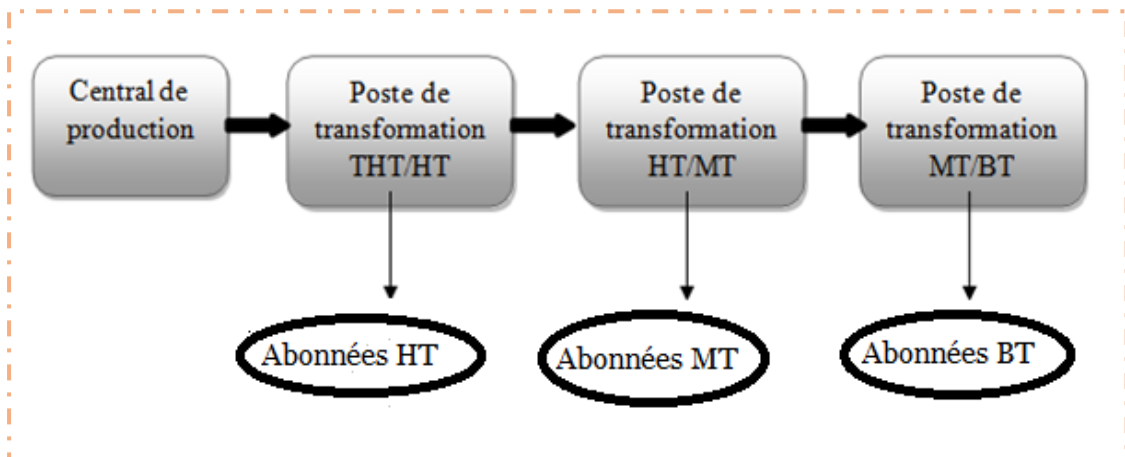 Central de
production
Poste de
transformation
THT/HT
Poste de
transformation
HT/MT
Poste de
transformation
MT/BT
Abonnées HT
Abonnées MT
Abonnées BT